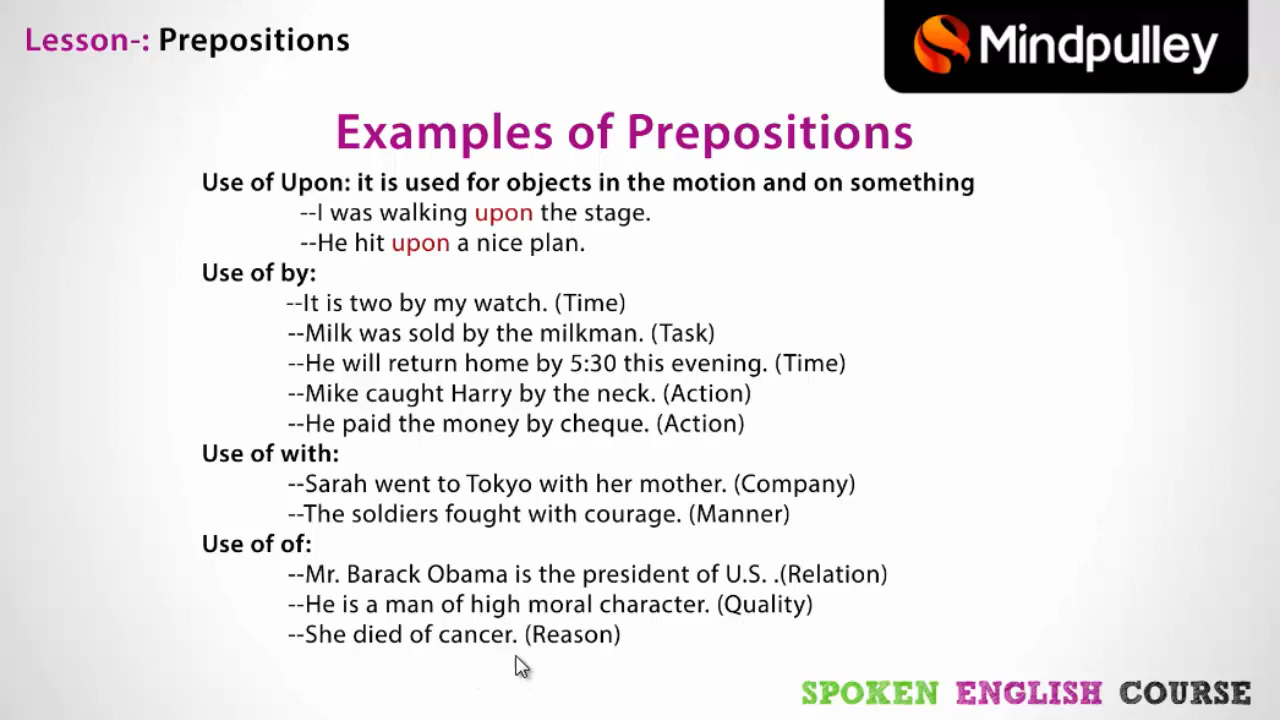 Lesson-: Prepositions
Mindpulley
Examples of Prepositions
Use of Upon: it is used for objects in the motion and on something
--I was walking upon the stage.
--He hit upon a nice plan.
Use of by:
--It is two by my watch. (Time)
--Milk was sold by the milkman. (Task)
--He will return home by 5:30 this evening. (Time)
--Mike caught Harry by the neck. (Action)
--He paid the money by cheque. (Action)
Use of with:
--Sarah went to Tokyo with her mother. (Company)
--The soldiers fought with courage. (Manner)
Use of of:
--Mr. Barack Obama is the president of U.S. .(Relation)
--He is a man of high moral character. (Quality)
--She died of cancer. (Reason)
SPOKEN ENGLISH COURSE